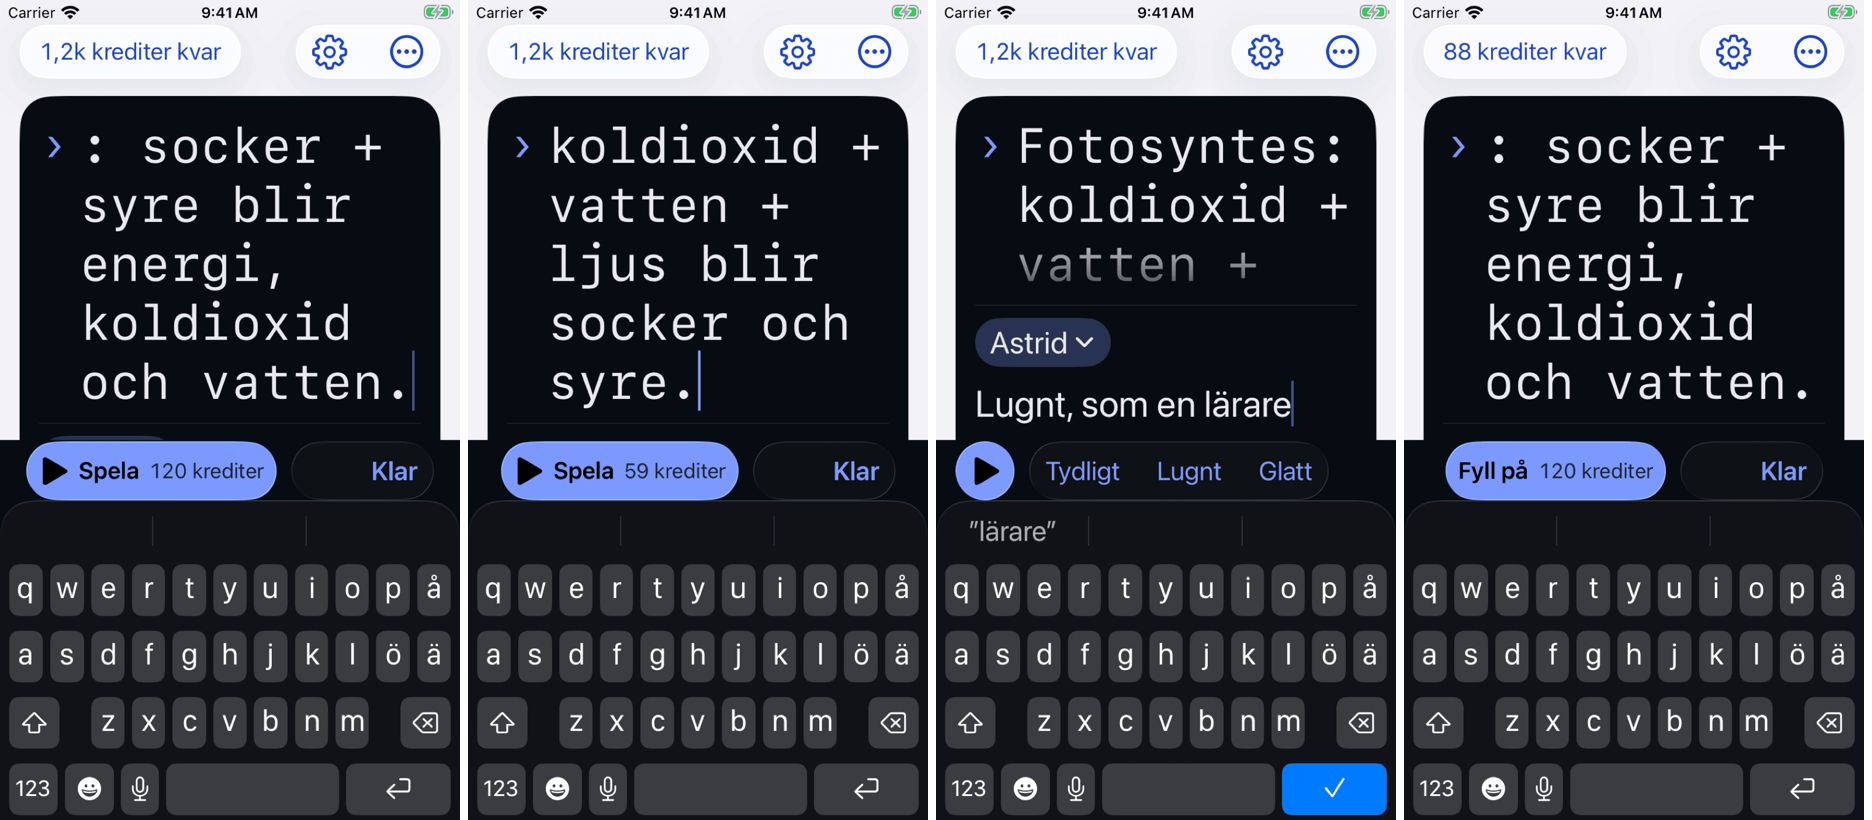 Carrier 9:41 AM
1,2k krediter kvar
› : socker +
syre blir
energi,
koldioxid
och vatten.
Spela 120 krediter Klar
q w e r t y u i o p å
a s d f g h j k l ö ä
z x c v b n m
123
Carrier 9:41 AM
1,2k krediter kvar
› koldioxid +
vatten +
ljus blir
socker och
syre.
Spela 59 krediter Klar
q w e r t y u i o p å
a s d f g h j k l ö ä
z x c v b n m
123
Carrier 9:41 AM
1,2k krediter kvar
› Fotosyntes:
koldioxid +
vatten +
Astrid
Lugnt, som en lärare
Tydligt Lugnt Glatt
"lärare"
q w e r t y u i o p å
a s d f g h j k l ö ä
z x c v b n m
123
Carrier 9:41 AM
88 krediter kvar
› : socker +
syre blir
energi,
koldioxid
och vatten.
Fyll på 120 krediter Klar
q w e r t y u i o p å
a s d f g h j k l ö ä
z x c v b n m
123